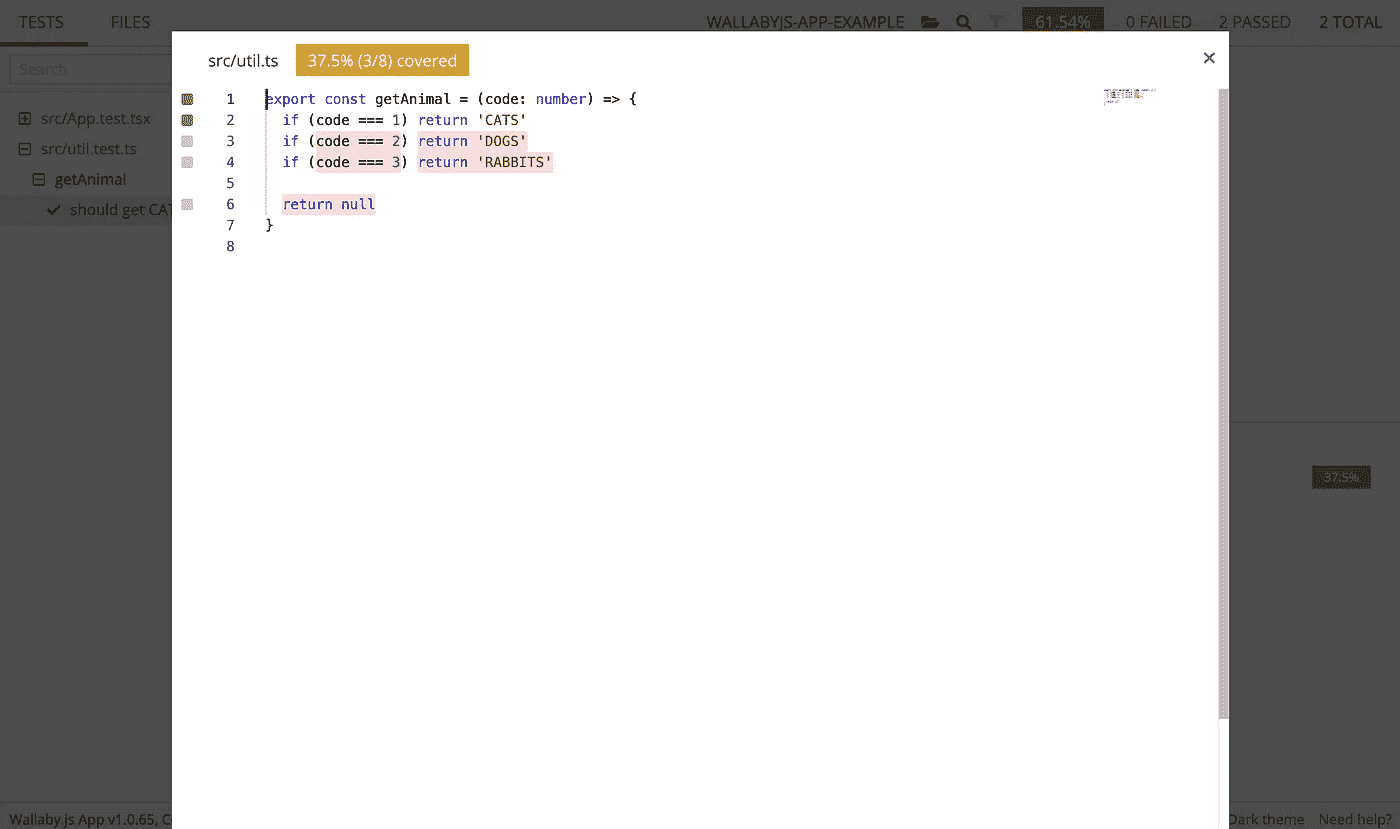 TESTS FILES WALLABYJS-APP-EXAMPLE 61.54% 0 FAILED 2 PASSED 2 TOTAL
src/util.ts 37.5% (3/8) covered
Search
1 export const getAnimal = (code: number) => {
2 if (code === 1) return 'CATS'
3 if (code === 2) return 'DOGS'
4 if (code === 3) return 'RABBITS'
5
6 return null
7 }
8
src/App.test.tsx
src/util.test.ts
getAnimal
should get
37.5%
Wallaby.js App v1.0.65, Dark theme Need help?